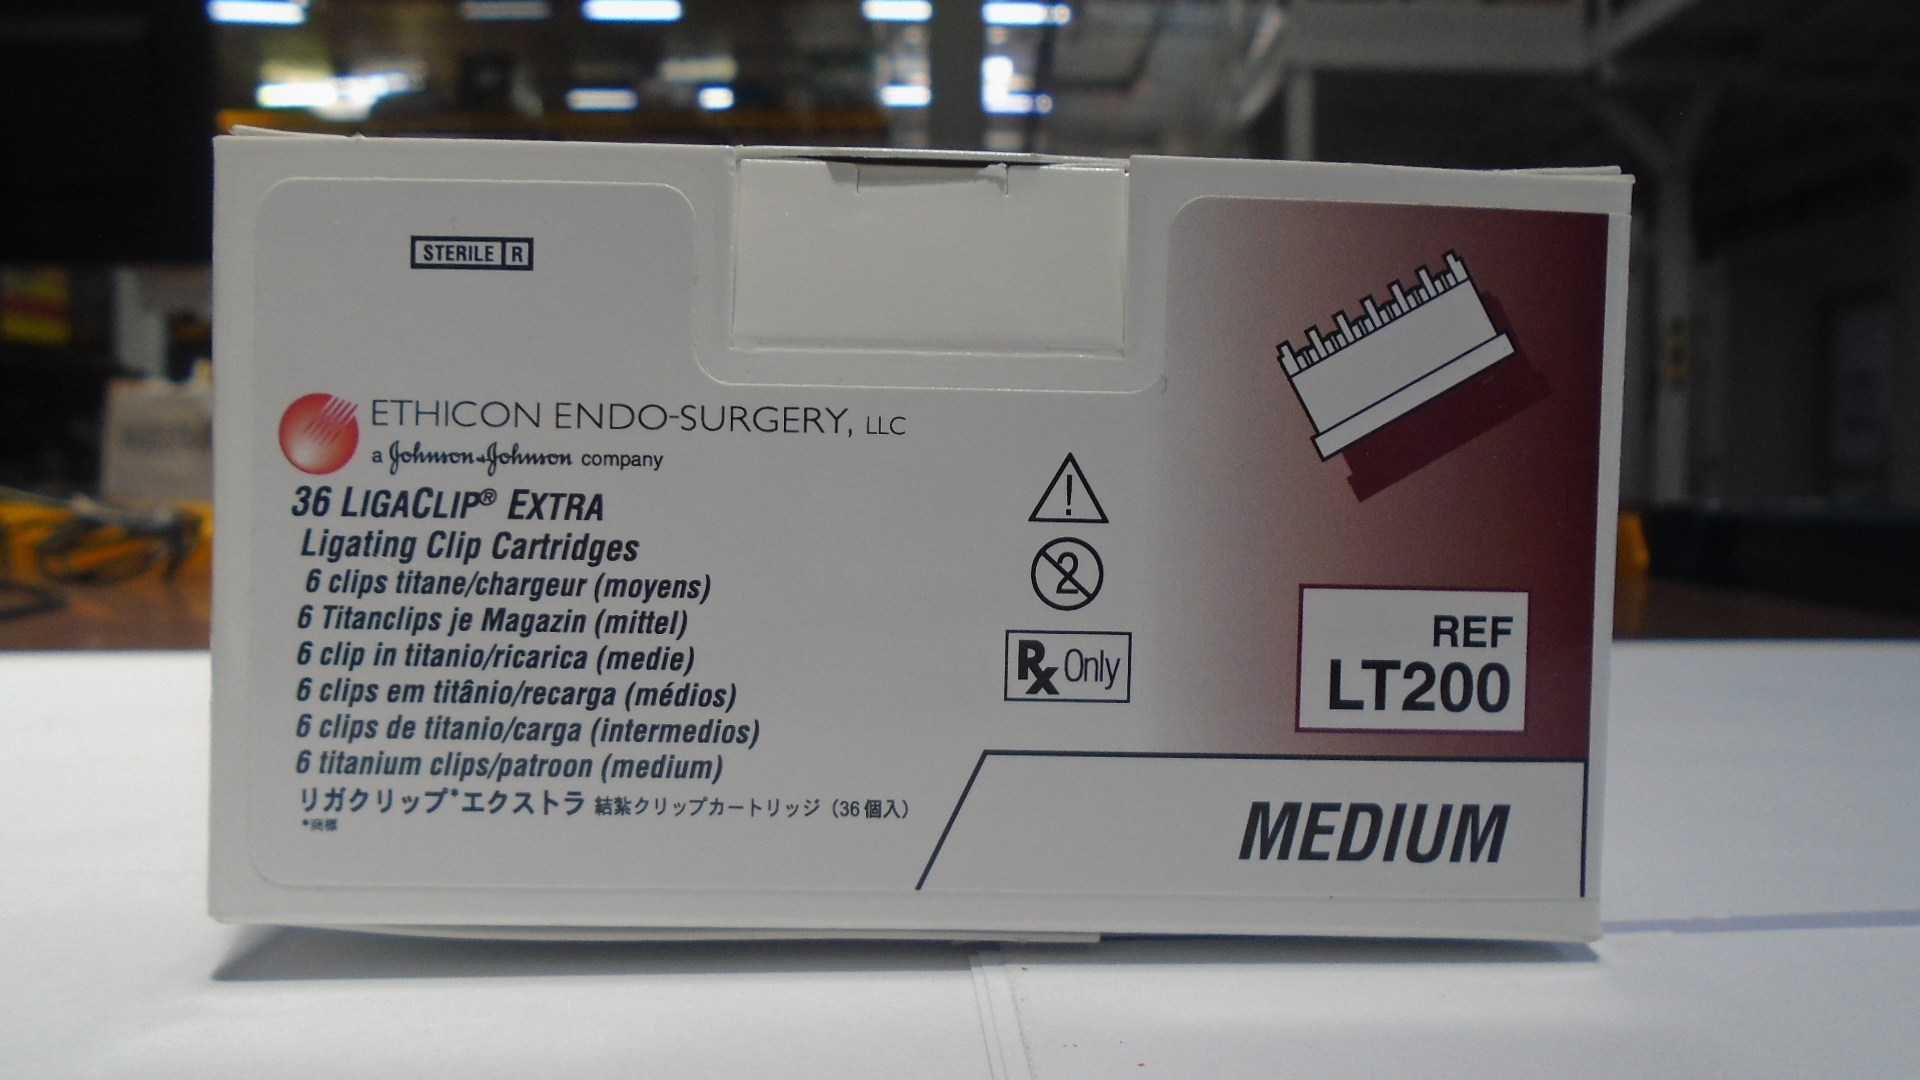 STERILE R
ETHICON ENDO-SURGERY, LLC
a Johnson & Johnson company
36 LIGACLIP® EXTRA
Ligating Clip Cartridges
6 clips titane/chargeur (moyens)
6 Titanclips je Magazin (mittel)
6 clip in titanio/ricarica (medie)
6 clips em titânio/recarga (médios)
6 clips de titanio/carga (intermedios)
6 titanium clips/patroon (medium)
リガクリップ*エクストラ 結紮クリップカートリッジ（36個入）
*商標
!
2
Rx Only
REF
LT200
MEDIUM